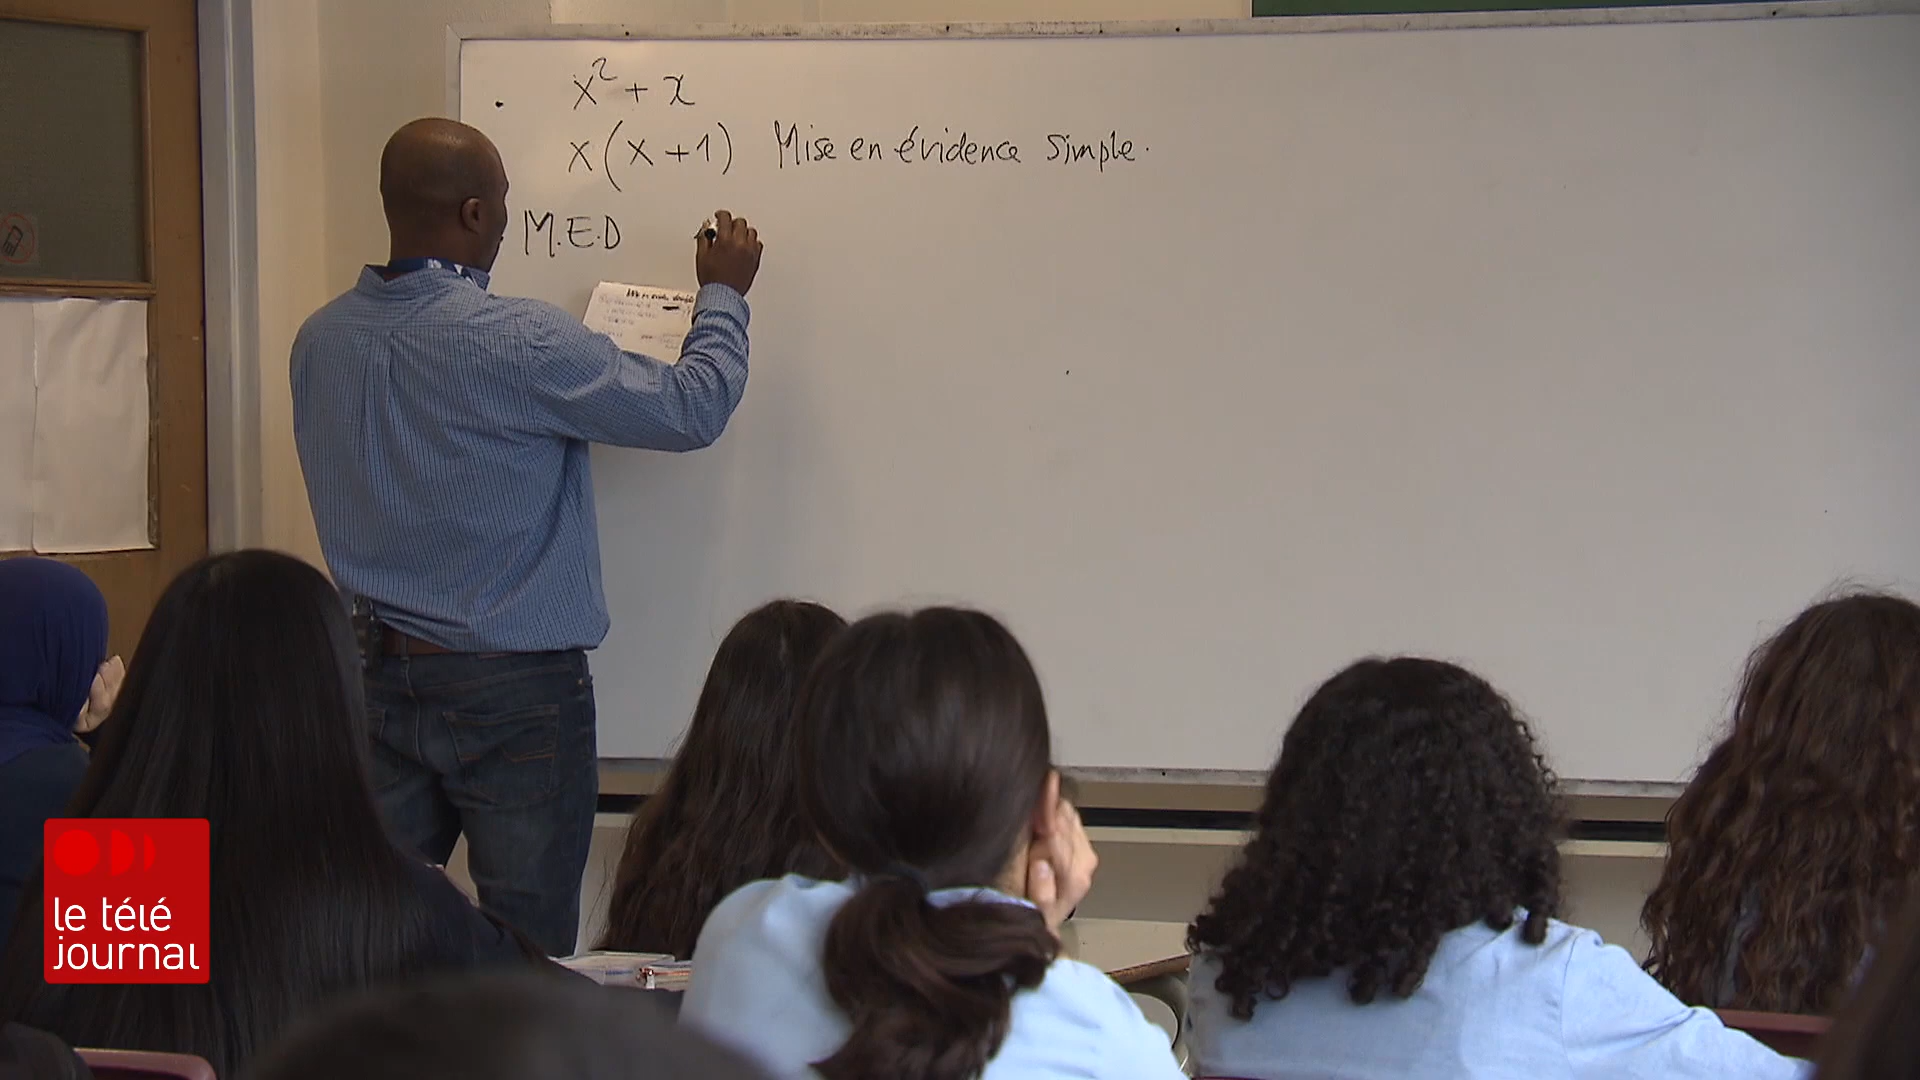 x² + x
x(x+1) Mise en évidence simple.
M.E.D
le télé
journal